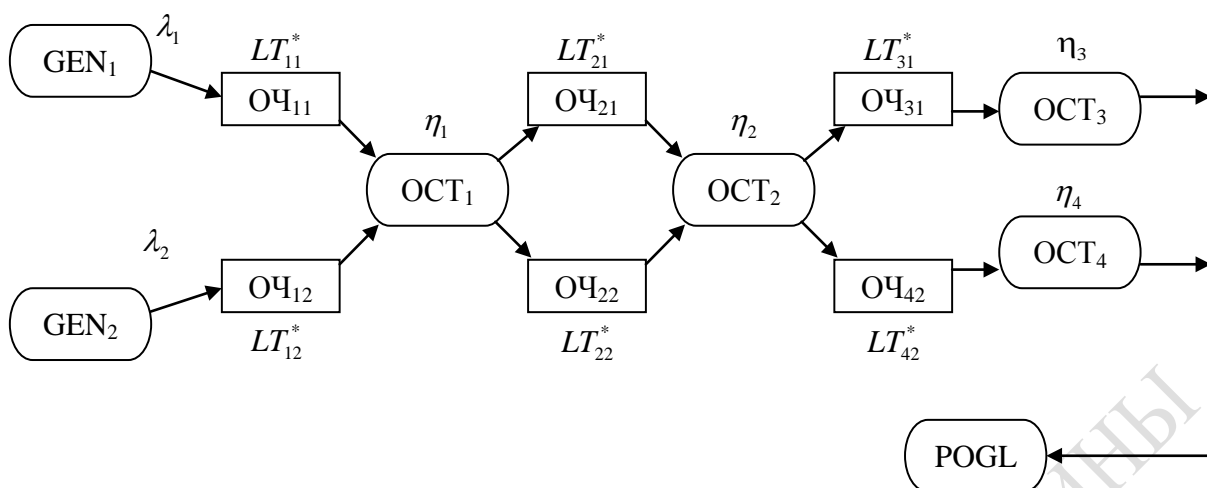 λ₁
GEN₁
LT*₁₁
ОЧ₁₁
η₁
LT*₂₁
ОЧ₂₁
η₂
LT*₃₁
ОЧ₃₁
η₃
ОСТ₃
ОСТ₁
ОСТ₂
λ₂
GEN₂
ОЧ₁₂
LT*₁₂
ОЧ₂₂
LT*₂₂
ОЧ₄₂
LT*₄₂
η₄
ОСТ₄
POGL
ИНЫ